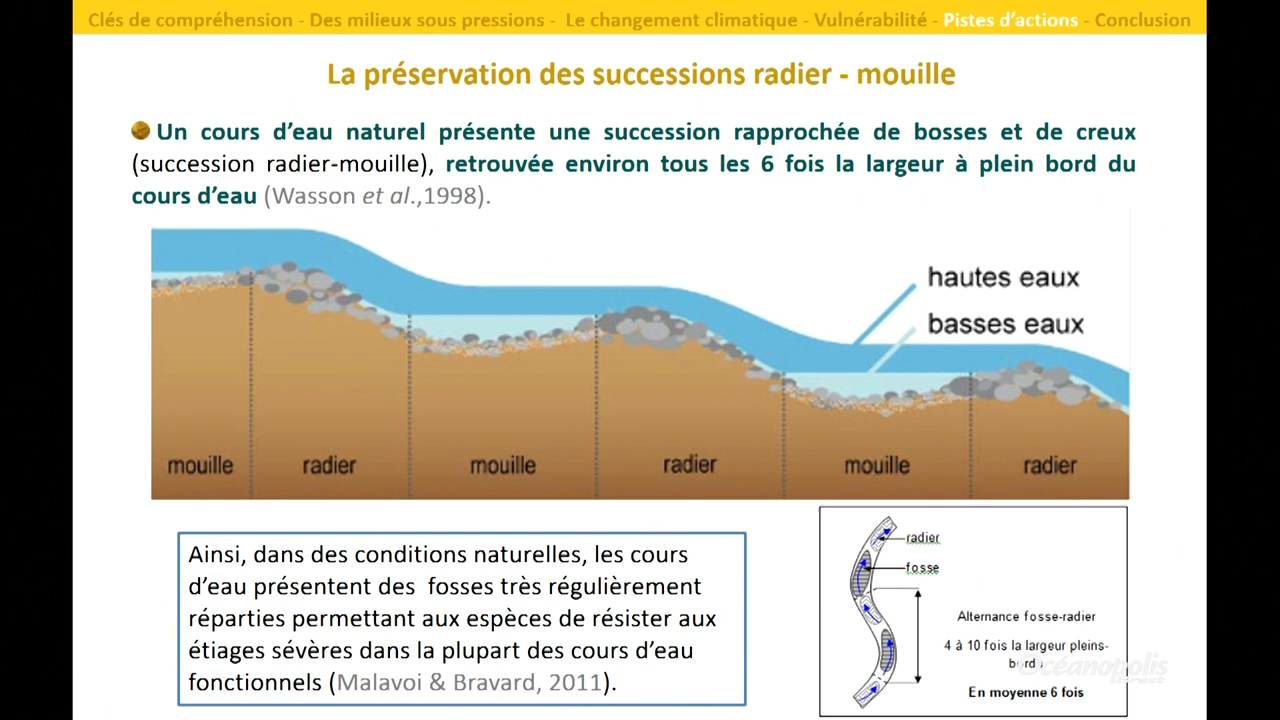 Clés de compréhension - Des milieux sous pressions - Le changement climatique - Vulnérabilité - Pistes d'actions - Conclusion
La préservation des successions radier - mouille
Un cours d'eau naturel présente une succession rapprochée de bosses et de creux
(succession radier-mouille), retrouvée environ tous les 6 fois la largeur à plein bord du
cours d'eau (Wasson et al.,1998).
hautes eaux
basses eaux
mouille
radier
mouille
radier
mouille
radier
Ainsi, dans des conditions naturelles, les cours
d'eau présentent des fosses très régulièrement
réparties permettant aux espèces de résister aux
étiages sévères dans la plupart des cours d'eau
fonctionnels (Malavoi & Bravard, 2011).
radier
fosse
Alternance fosse-radier
4 à 10 fois la largeur pleins-
bords
En moyenne 6 fois
Océanopolis
Brest